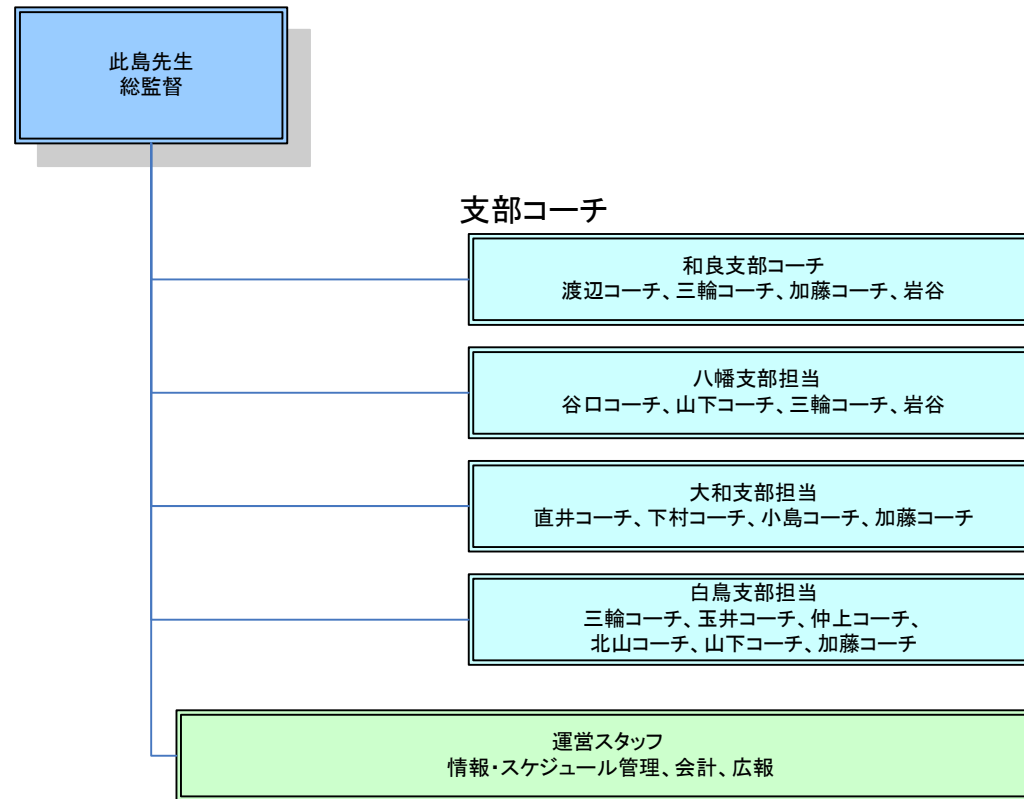 此島先生
総監督
支部コーチ
和良支部コーチ
渡辺コーチ、三輪コーチ、加藤コーチ、岩谷
八幡支部担当
谷口コーチ、山下コーチ、三輪コーチ、岩谷
大和支部担当
直井コーチ、下村コーチ、小島コーチ、加藤コーチ
白鳥支部担当
三輪コーチ、玉井コーチ、仲上コーチ、
北山コーチ、山下コーチ、加藤コーチ
運営スタッフ
情報・スケジュール管理、会計、広報